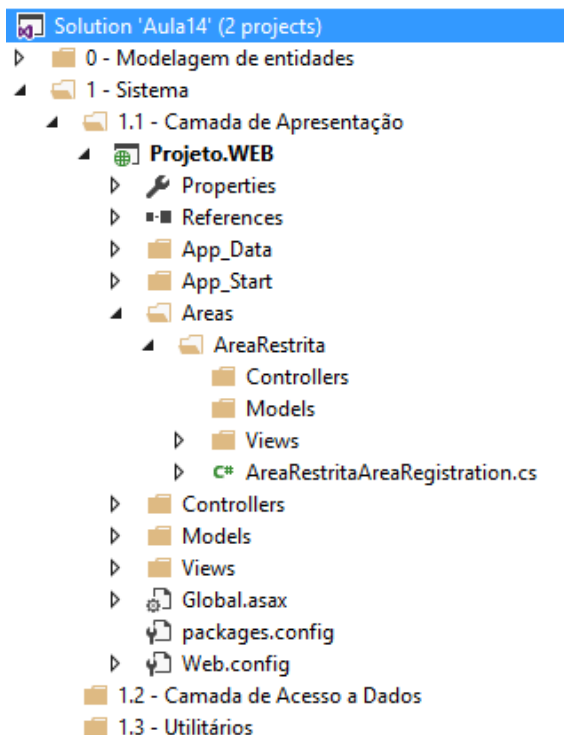 Solution 'Aula14' (2 projects)
0 - Modelagem de entidades
1 - Sistema
1.1 - Camada de Apresentação
Projeto.WEB
Properties
References
App_Data
App_Start
Areas
AreaRestrita
Controllers
Models
Views
C# AreaRestritaAreaRegistration.cs
Controllers
Models
Views
Global.asax
packages.config
Web.config
1.2 - Camada de Acesso a Dados
1.3 - Utilitários